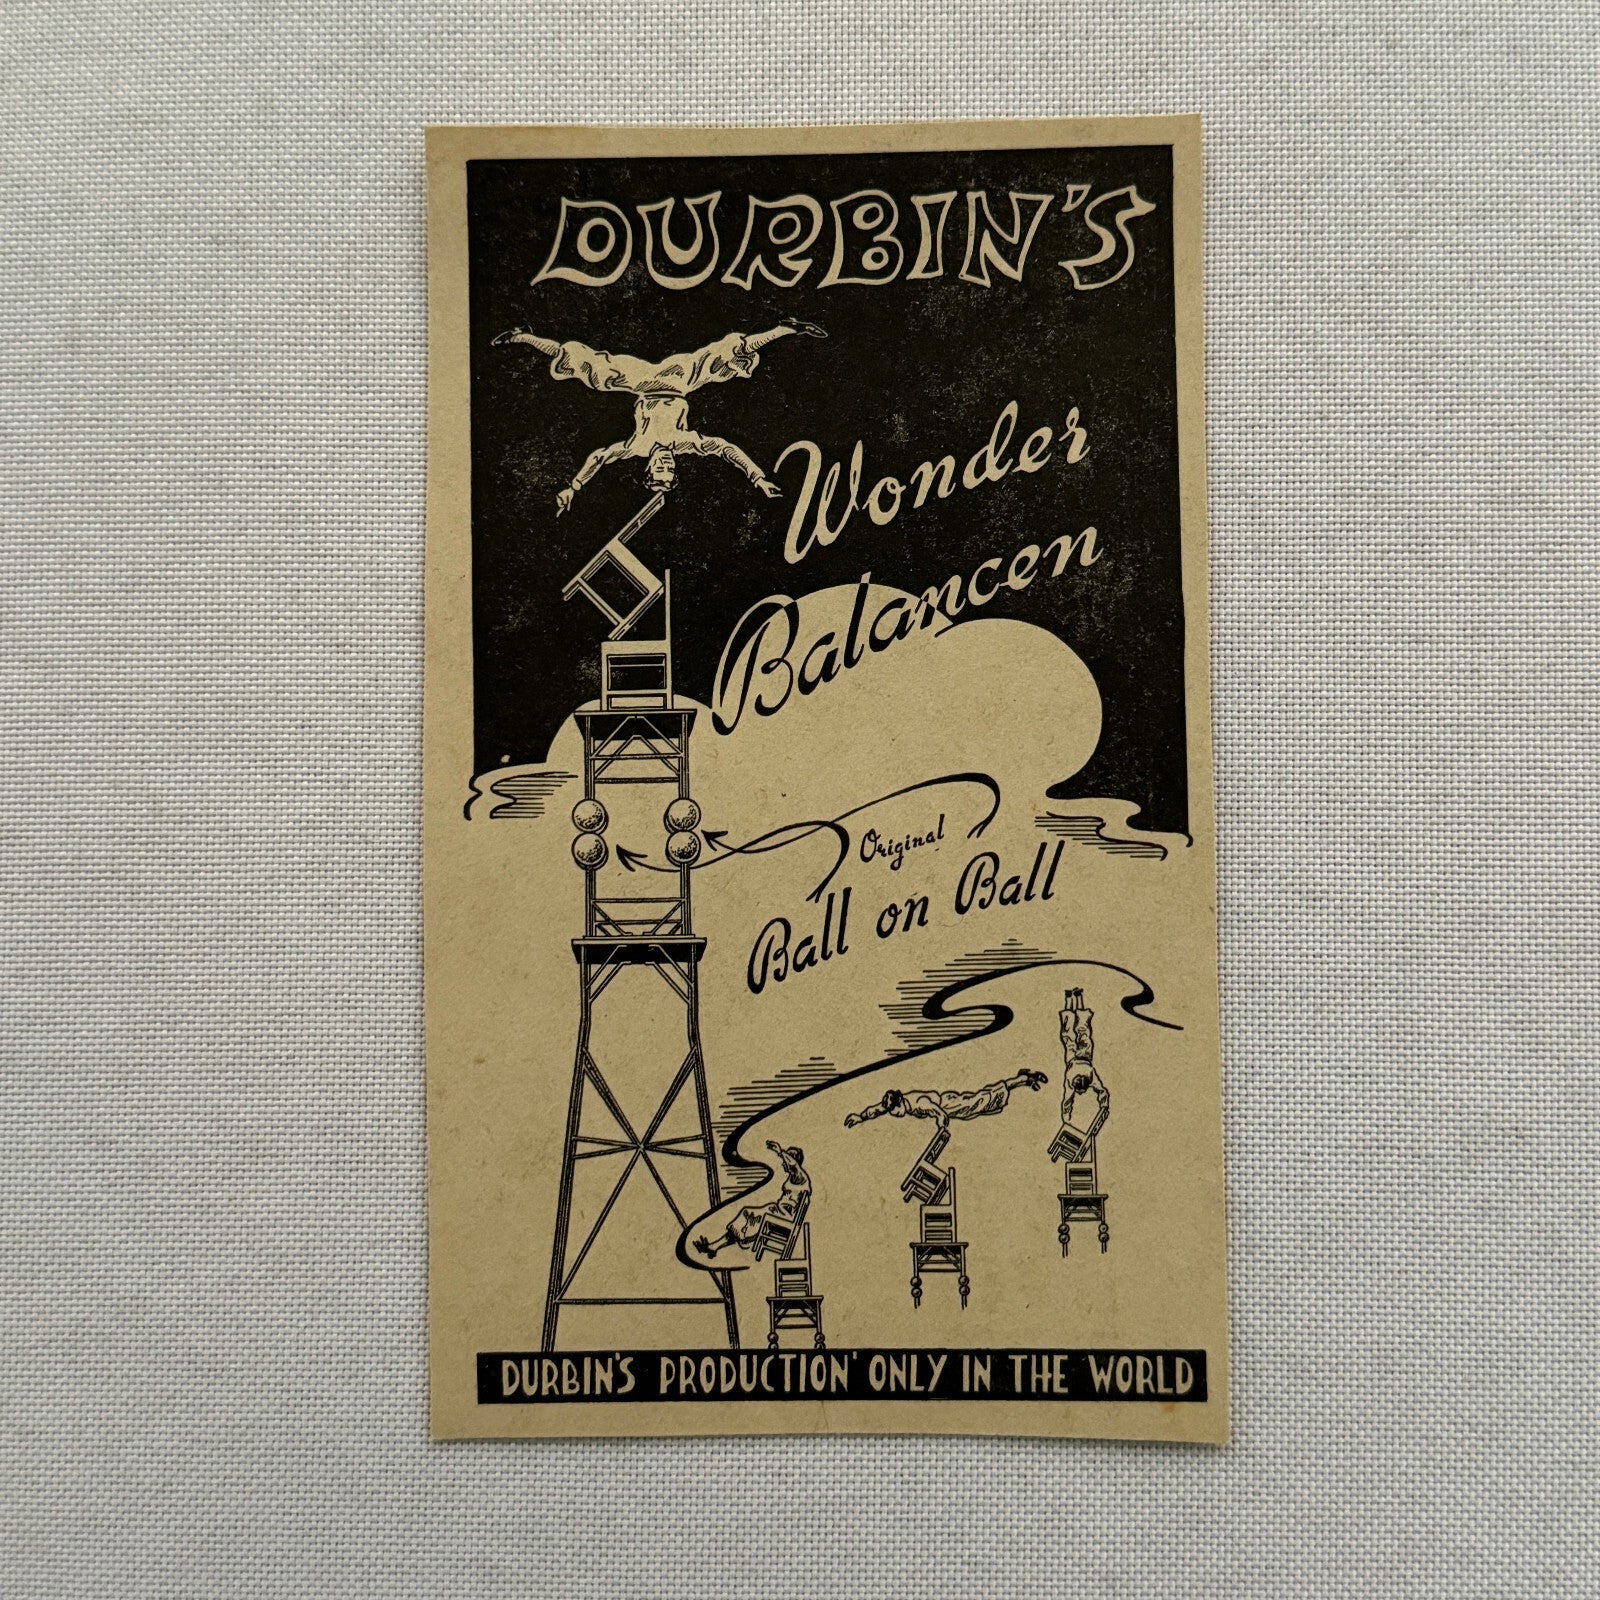 DURBIN'S
Wonder
Balancen
Original
Ball on Ball
DURBIN'S PRODUCTION' ONLY IN THE WORLD